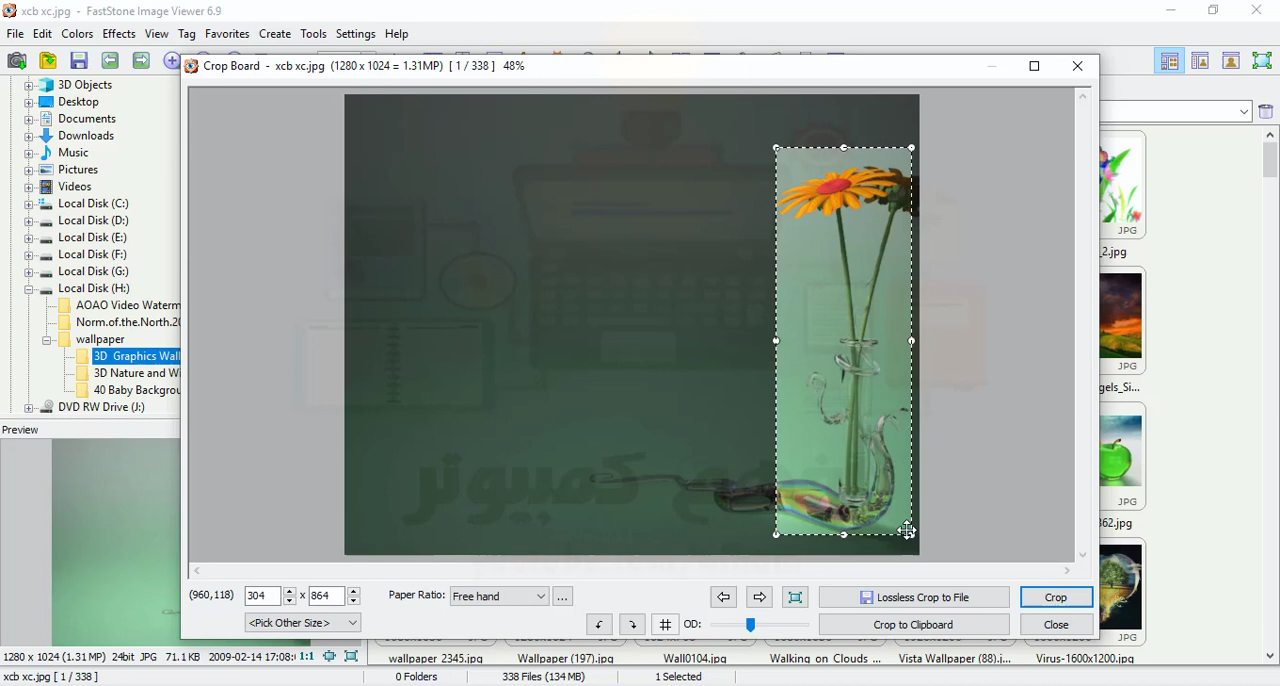 xcb xc.jpg - FastStone Image Viewer 6.9
File Edit Colors Effects View Tag Favorites Create Tools Settings Help
Crop Board - xcb xc.jpg (1280 x 1024 = 1.31MP) [ 1 / 338 ] 48%
3D Objects
Desktop
Documents
Downloads
Music
Pictures
Videos
Local Disk (C:)
Local Disk (D:)
Local Disk (E:)
Local Disk (F:)
Local Disk (G:)
Local Disk (H:)
AOAO Video Waterm
Norm.of.the.North.20
wallpaper
3D Graphics Wall
3D Nature and Wi
40 Baby Backgrou
DVD RW Drive (J:)
Preview
JPG
_2.jpg
JPG
gels_Si...
JPG
362.jpg
JPG
كمبيوتر
(960,118) 304 x 864 Paper Ratio: Free hand ... Lossless Crop to File Crop
<Pick Other Size> OD: Crop to Clipboard Close
1280 x 1024 (1.31 MP) 24bit JPG 71.1 KB 2009-02-14 17:08: 1:1
wallpaper_2345.jpg Wallpaper (197).jpg Wall0104.jpg Walking_on_Clouds_... Vista Wallpaper (88).j... Virus-1600x1200.jpg
xcb xc.jpg [ 1 / 338 ] 0 Folders 338 Files (134 MB) 1 Selected